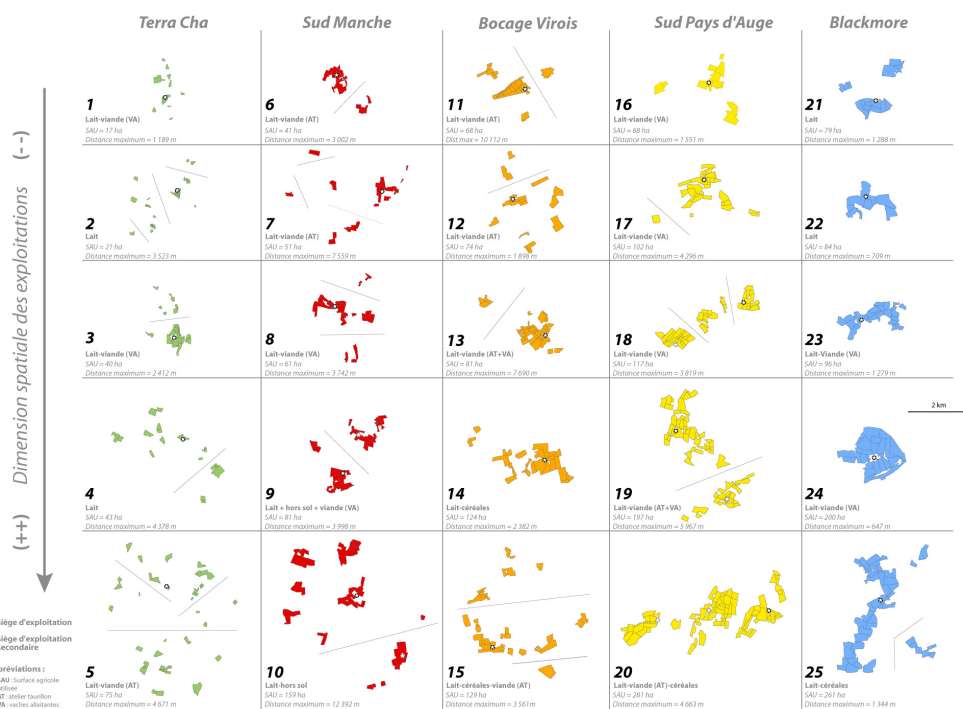 Terra Cha
Sud Manche
Bocage Virois
Sud Pays d'Auge
Blackmore
(- -)
Dimension spatiale des exploitations
(++)
1
Lait-viande (VA)
SAU = 17 ha
Distance maximum = 1 189 m
6
Lait-viande (AT)
SAU = 41 ha
Distance maximum = 3 002 m
11
Lait-viande (AT)
SAU = 68 ha
Dist max = 10 112 m
16
Lait-viande (VA)
SAU = 68 ha
Distance maximum = 1 551 m
21
Lait
SAU = 79 ha
Distance maximum = 1 288 m
2
Lait
SAU = 21 ha
Distance maximum = 3 523 m
7
Lait-viande (AT)
SAU = 51 ha
Distance maximum = 7 559 m
12
Lait-viande (AT)
SAU = 74 ha
Distance maximum = 1 898 m
17
Lait-viande (VA)
SAU = 102 ha
Distance maximum = 4 296 m
22
Lait
SAU = 84 ha
Distance maximum = 709 m
3
Lait-viande (VA)
SAU = 40 ha
Distance maximum = 2 412 m
8
Lait-viande (VA)
SAU = 61 ha
Distance maximum = 3 742 m
13
Lait-viande (AT+VA)
SAU = 81 ha
Distance maximum = 7 690 m
18
Lait-viande (VA)
SAU = 117 ha
Distance maximum = 3 819 m
23
Lait-Viande (VA)
SAU = 96 ha
Distance maximum = 1 279 m
2 km
4
Lait
SAU = 43 ha
Distance maximum = 4 378 m
9
Lait + hors sol + viande (VA)
SAU = 81 ha
Distance maximum = 3 998 m
14
Lait-céréales
SAU = 124 ha
Distance maximum = 2 382 m
19
Lait-viande (AT+VA)
SAU = 197 ha
Distance maximum = 5 967 m
24
Lait-viande (VA)
SAU = 200 ha
Distance maximum = 647 m
5
Lait-viande (AT)
SAU = 75 ha
Distance maximum = 4 671 m
10
Lait-hors sol
SAU = 159 ha
Distance maximum = 12 392 m
15
Lait-céréales-viande (AT)
SAU = 129 ha
Distance maximum = 3 561m
20
Lait-viande (AT)-céréales
SAU = 281 ha
Distance maximum = 4 663 m
25
Lait-céréales
SAU = 261 ha
Distance maximum = 1 344 m
siège d'exploitation
siège d'exploitation
secondaire
bréviations :
SAU : Surface agricole
utilisée
AT : atelier taurillon
VA : vaches allaitantes